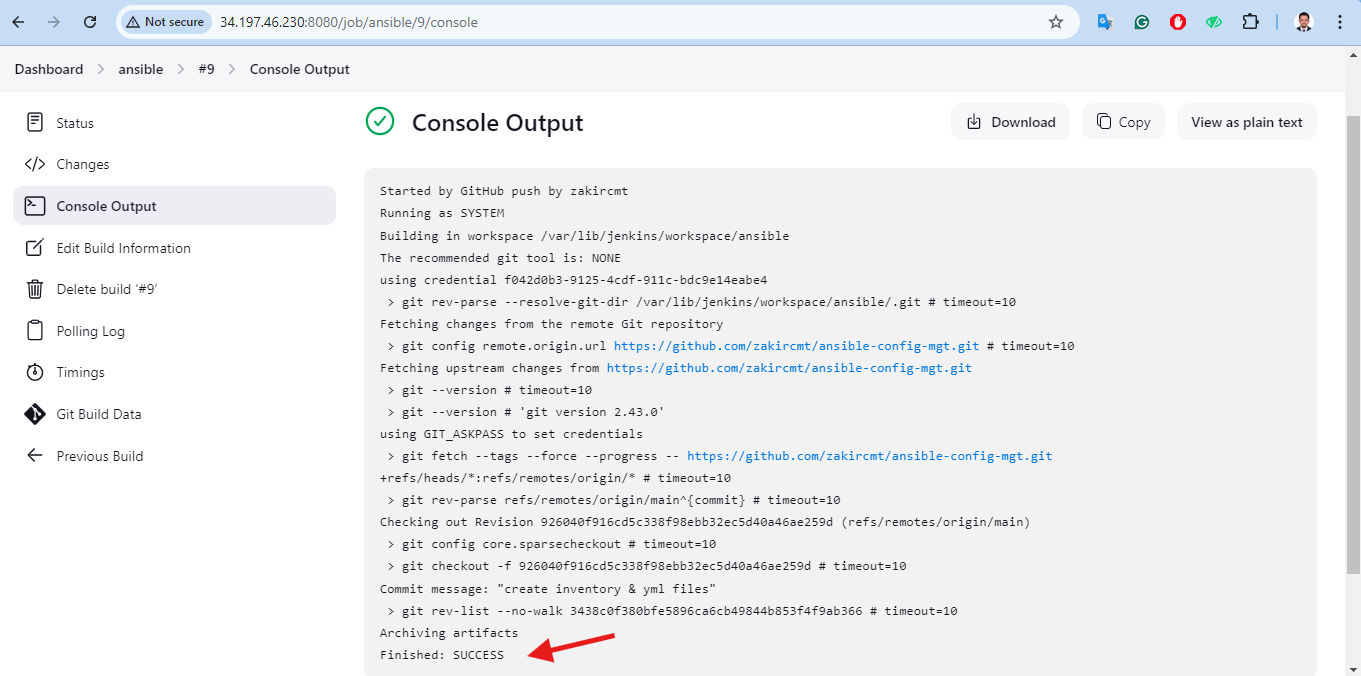 Not secure 34.197.46.230:8080/job/ansible/9/console
Dashboard > ansible > #9 > Console Output
Status
Changes
Console Output
Edit Build Information
Delete build ‘#9’
Polling Log
Timings
Git Build Data
Previous Build
Console Output
Download
Copy
View as plain text
Started by GitHub push by zakircmt
Running as SYSTEM
Building in workspace /var/lib/jenkins/workspace/ansible
The recommended git tool is: NONE
using credential f042d0b3-9125-4cdf-911c-bdc9e14eabe4
> git rev-parse --resolve-git-dir /var/lib/jenkins/workspace/ansible/.git # timeout=10
Fetching changes from the remote Git repository
> git config remote.origin.url https://github.com/zakircmt/ansible-config-mgt.git # timeout=10
Fetching upstream changes from https://github.com/zakircmt/ansible-config-mgt.git
> git --version # timeout=10
> git --version # 'git version 2.43.0'
using GIT_ASKPASS to set credentials
> git fetch --tags --force --progress -- https://github.com/zakircmt/ansible-config-mgt.git
+refs/heads/*:refs/remotes/origin/* # timeout=10
> git rev-parse refs/remotes/origin/main^{commit} # timeout=10
Checking out Revision 926040f916cd5c338f98ebb32ec5d40a46ae259d (refs/remotes/origin/main)
> git config core.sparsecheckout # timeout=10
> git checkout -f 926040f916cd5c338f98ebb32ec5d40a46ae259d # timeout=10
Commit message: "create inventory & yml files"
> git rev-list --no-walk 3438c0f380bfe5896ca6cb49844b853f4f9ab366 # timeout=10
Archiving artifacts
Finished: SUCCESS